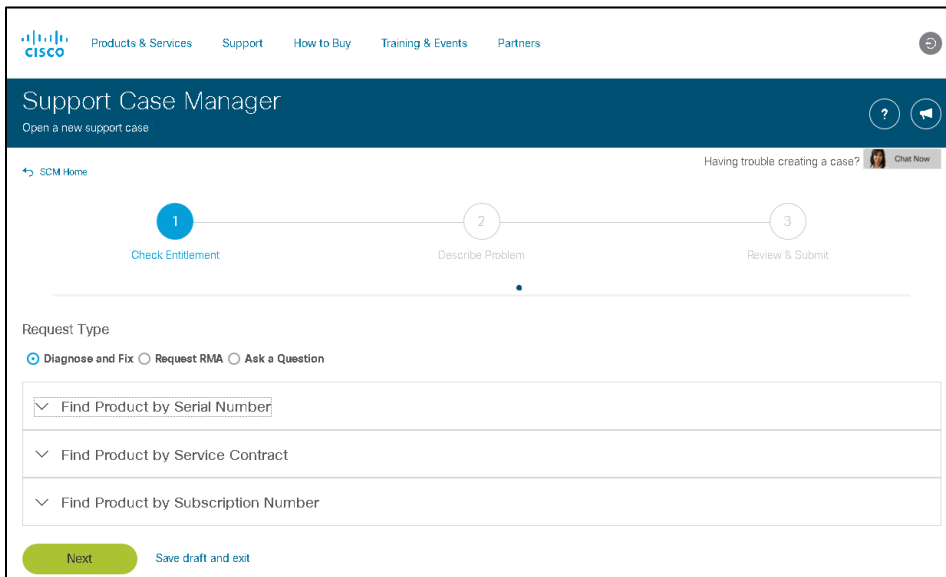 CISCO Products & Services Support How to Buy Training & Events Partners
Support Case Manager
Open a new support case
?
SCM Home
Having trouble creating a case? Chat Now
1 2 3
Check Entitlement Describe Problem Review & Submit
Request Type
Diagnose and Fix Request RMA Ask a Question
Find Product by Serial Number
Find Product by Service Contract
Find Product by Subscription Number
Next Save draft and exit